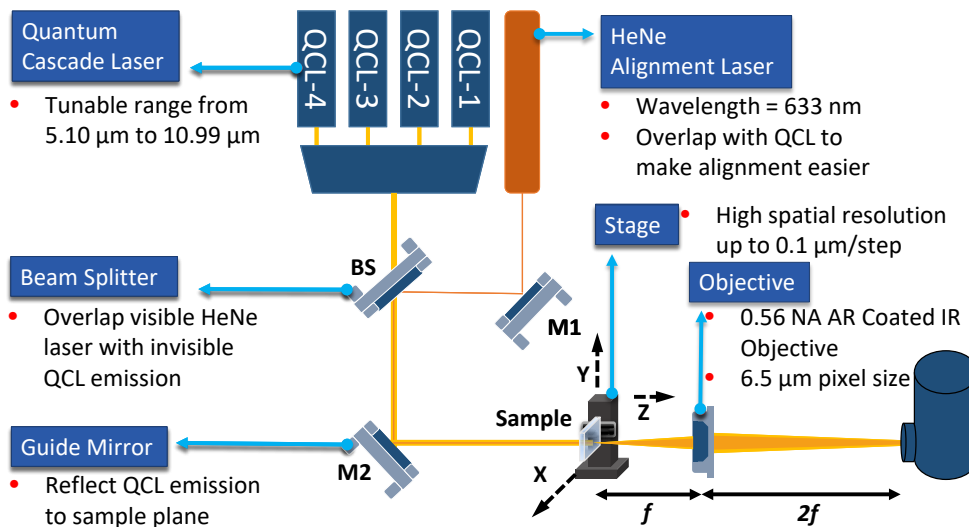 Quantum
Cascade Laser
• Tunable range from
5.10 µm to 10.99 µm
QCL-4
QCL-3
QCL-2
QCL-1
HeNe
Alignment Laser
• Wavelength = 633 nm
• Overlap with QCL to
make alignment easier
Stage
• High spatial resolution
up to 0.1 µm/step
Beam Splitter
• Overlap visible HeNe
laser with invisible
QCL emission
BS
M1
Objective
• 0.56 NA AR Coated IR
Objective
• 6.5 µm pixel size
Y
Z
Sample
X
Guide Mirror
• Reflect QCL emission
to sample plane
M2
f
2f